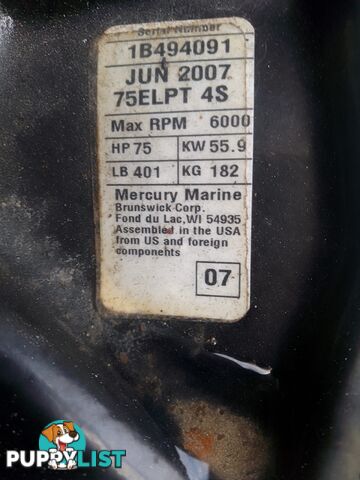 Serial Number
1B494091
JUN 2007
75ELPT 4S
Max RPM 6000
HP 75 KW 55.9
LB 401 KG 182
Mercury Marine
Brunswick Corp.
Fond du Lac,WI 54935
Assembled in the USA
from US and foreign
components
07
PUPPYLIST